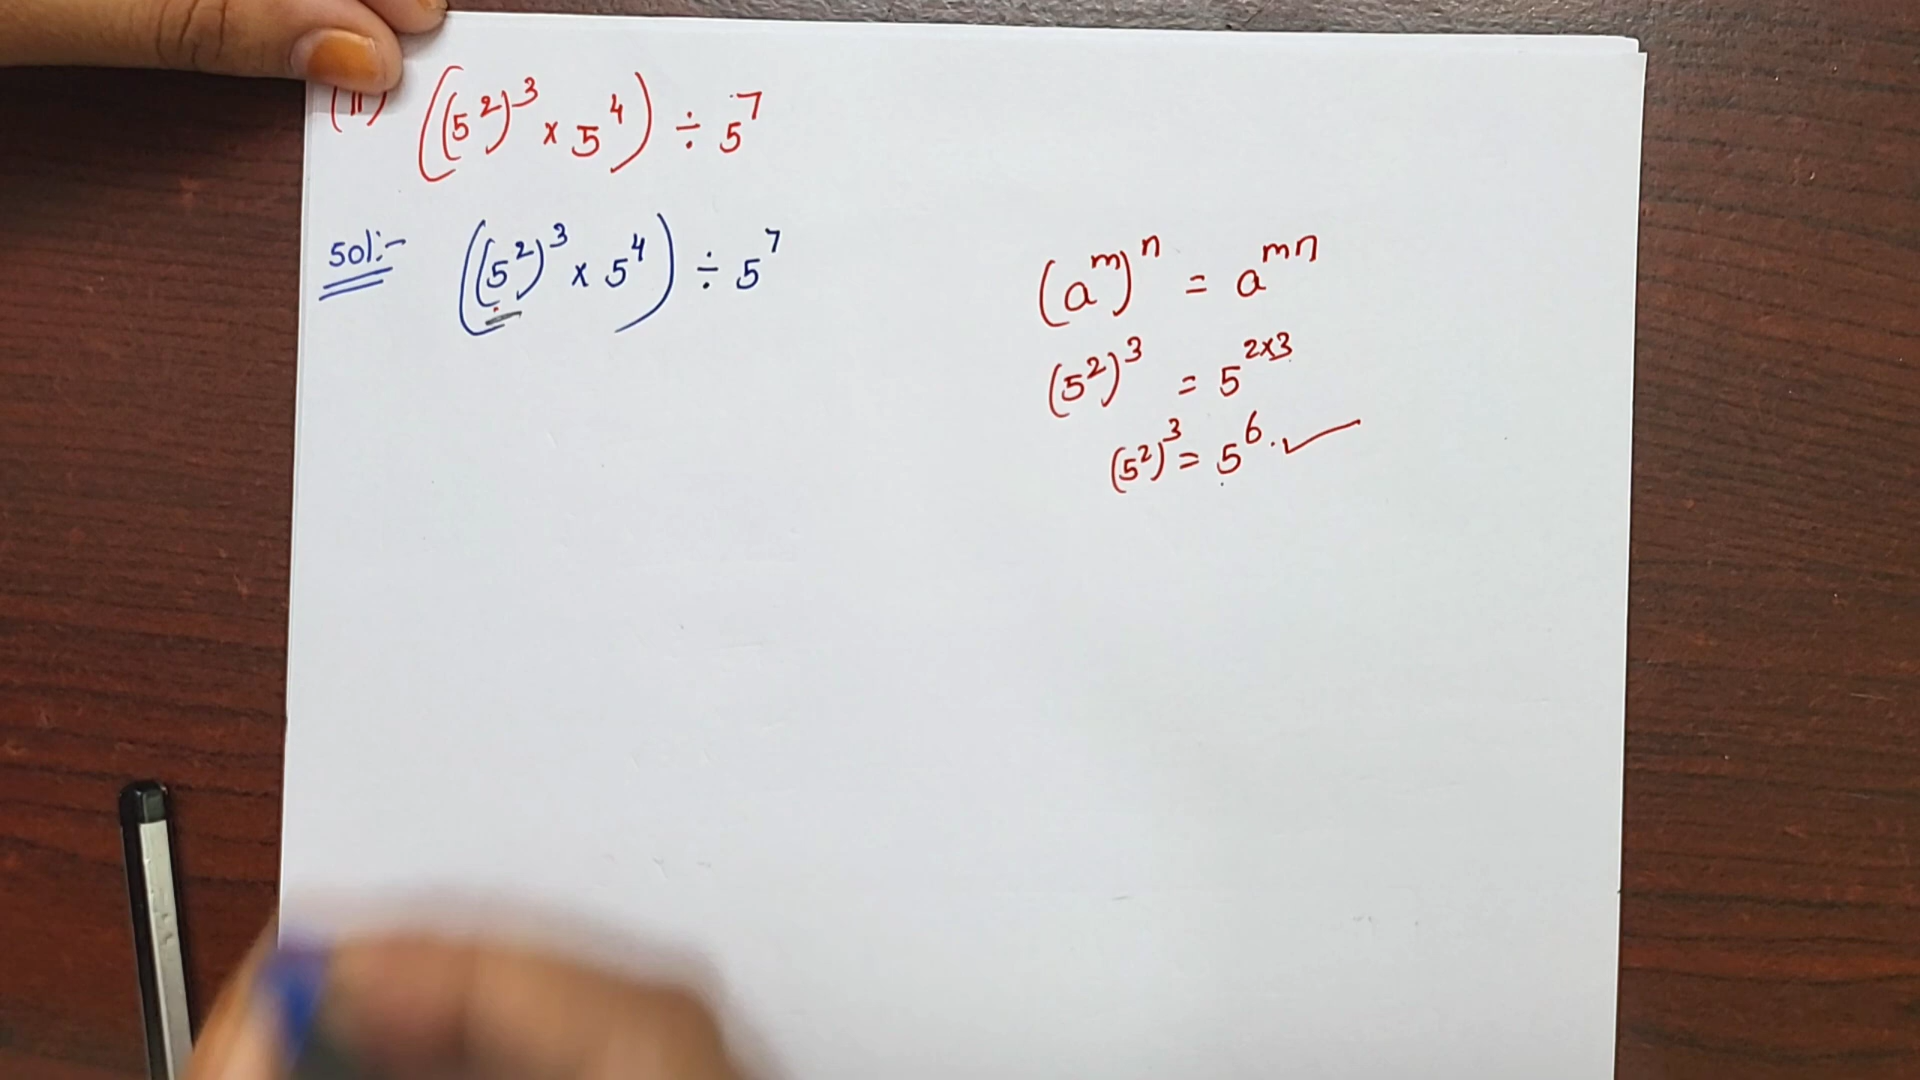 (ii) ((5²)³ × 5⁴) ÷ 5⁷
Sol:- ((5²)³ × 5⁴) ÷ 5⁷
(aᵐ)ⁿ = aᵐⁿ
(5²)³ = 5²ˣ³
(5²)³ = 5⁶. ✓